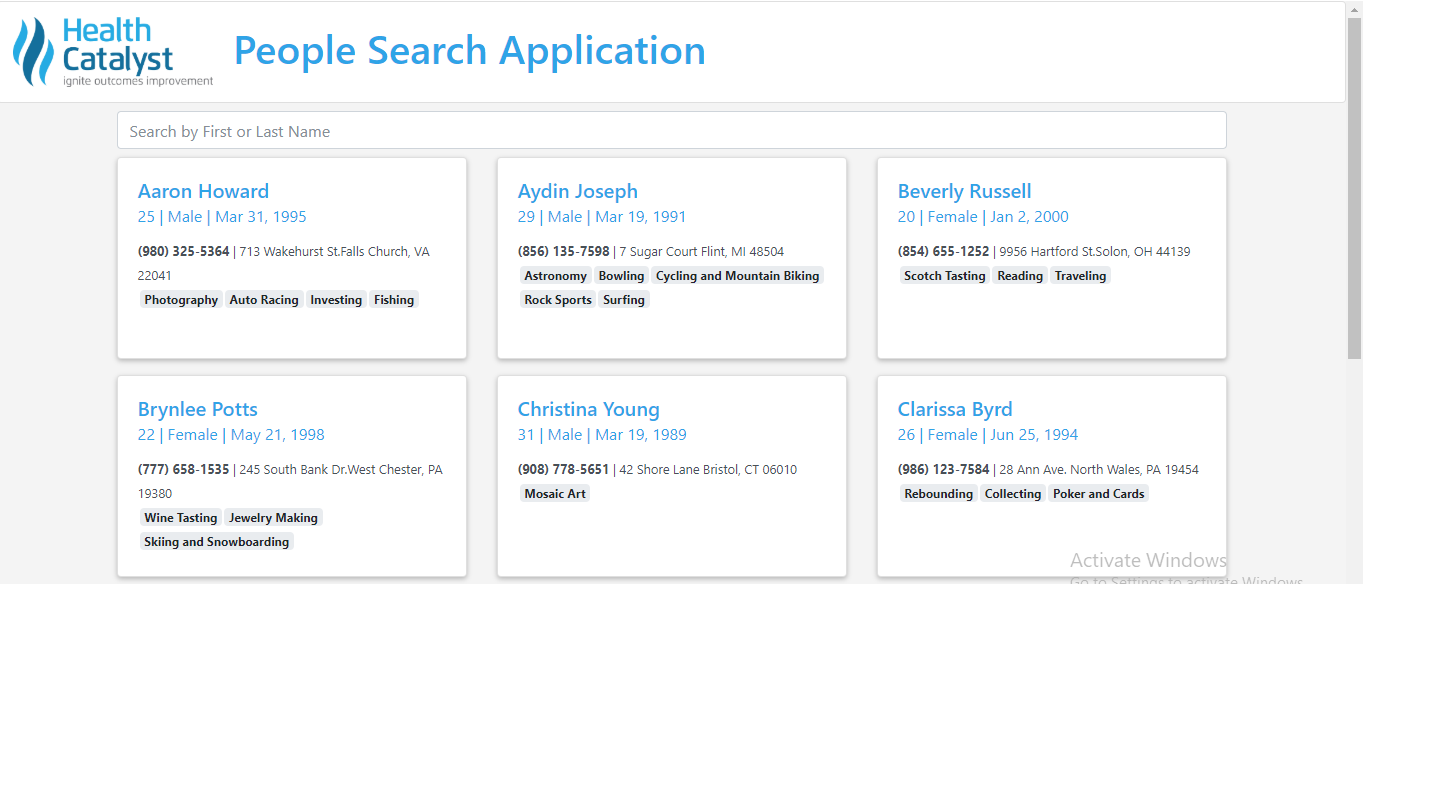 Health
Catalyst
ignite outcomes improvement
People Search Application
Search by First or Last Name
Aaron Howard
25 | Male | Mar 31, 1995
(980) 325-5364 | 713 Wakehurst St.Falls Church, VA
22041
Photography Auto Racing Investing Fishing
Aydin Joseph
29 | Male | Mar 19, 1991
(856) 135-7598 | 7 Sugar Court Flint, MI 48504
Astronomy Bowling Cycling and Mountain Biking
Rock Sports Surfing
Beverly Russell
20 | Female | Jan 2, 2000
(854) 655-1252 | 9956 Hartford St.Solon, OH 44139
Scotch Tasting Reading Traveling
Brynlee Potts
22 | Female | May 21, 1998
(777) 658-1535 | 245 South Bank Dr.West Chester, PA
19380
Wine Tasting Jewelry Making
Skiing and Snowboarding
Christina Young
31 | Male | Mar 19, 1989
(908) 778-5651 | 42 Shore Lane Bristol, CT 06010
Mosaic Art
Clarissa Byrd
26 | Female | Jun 25, 1994
(986) 123-7584 | 28 Ann Ave. North Wales, PA 19454
Rebounding Collecting Poker and Cards
Activate Windows
Go to Settings to activate Windows.